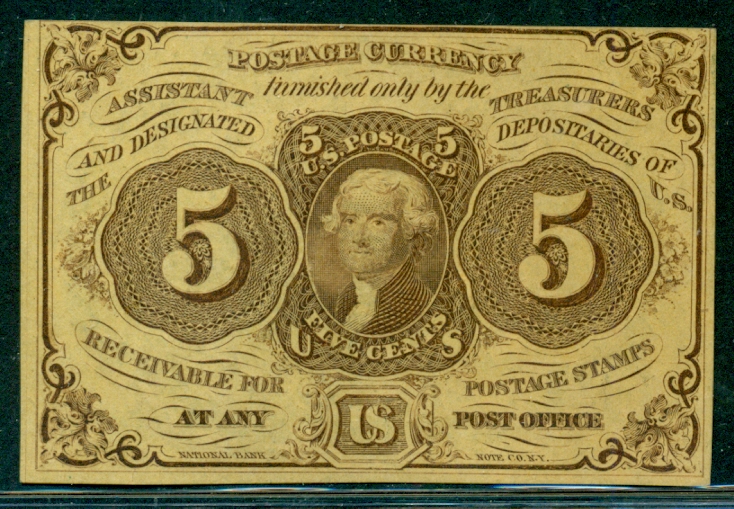 POSTAGE CURRENCY
Furnished only by the
ASSISTANT TREASURERS
AND DESIGNATED DEPOSITARIES OF
THE U.S.
5 5
U.S. POSTAGE
5 5
FIVE CENTS
U S
RECEIVABLE FOR POSTAGE STAMPS
AT ANY US POST OFFICE
NATIONAL BANK NOTE CO. N.Y.